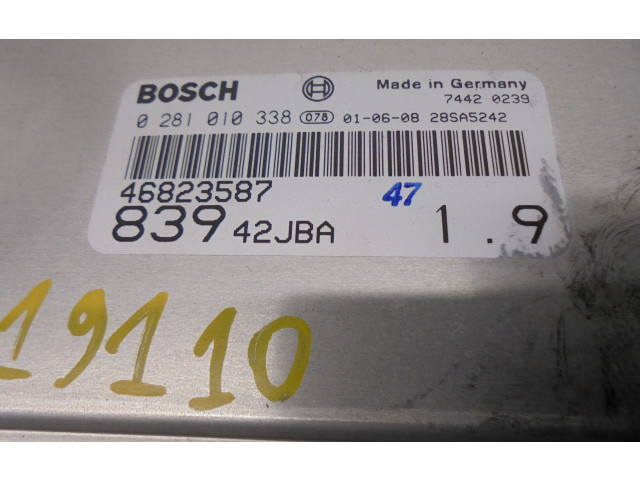 BOSCH Made in Germany
7442 0239
0 281 010 338 078 01-06-08 28SA5242
46823587 47
839 42JBA 1.9
19110